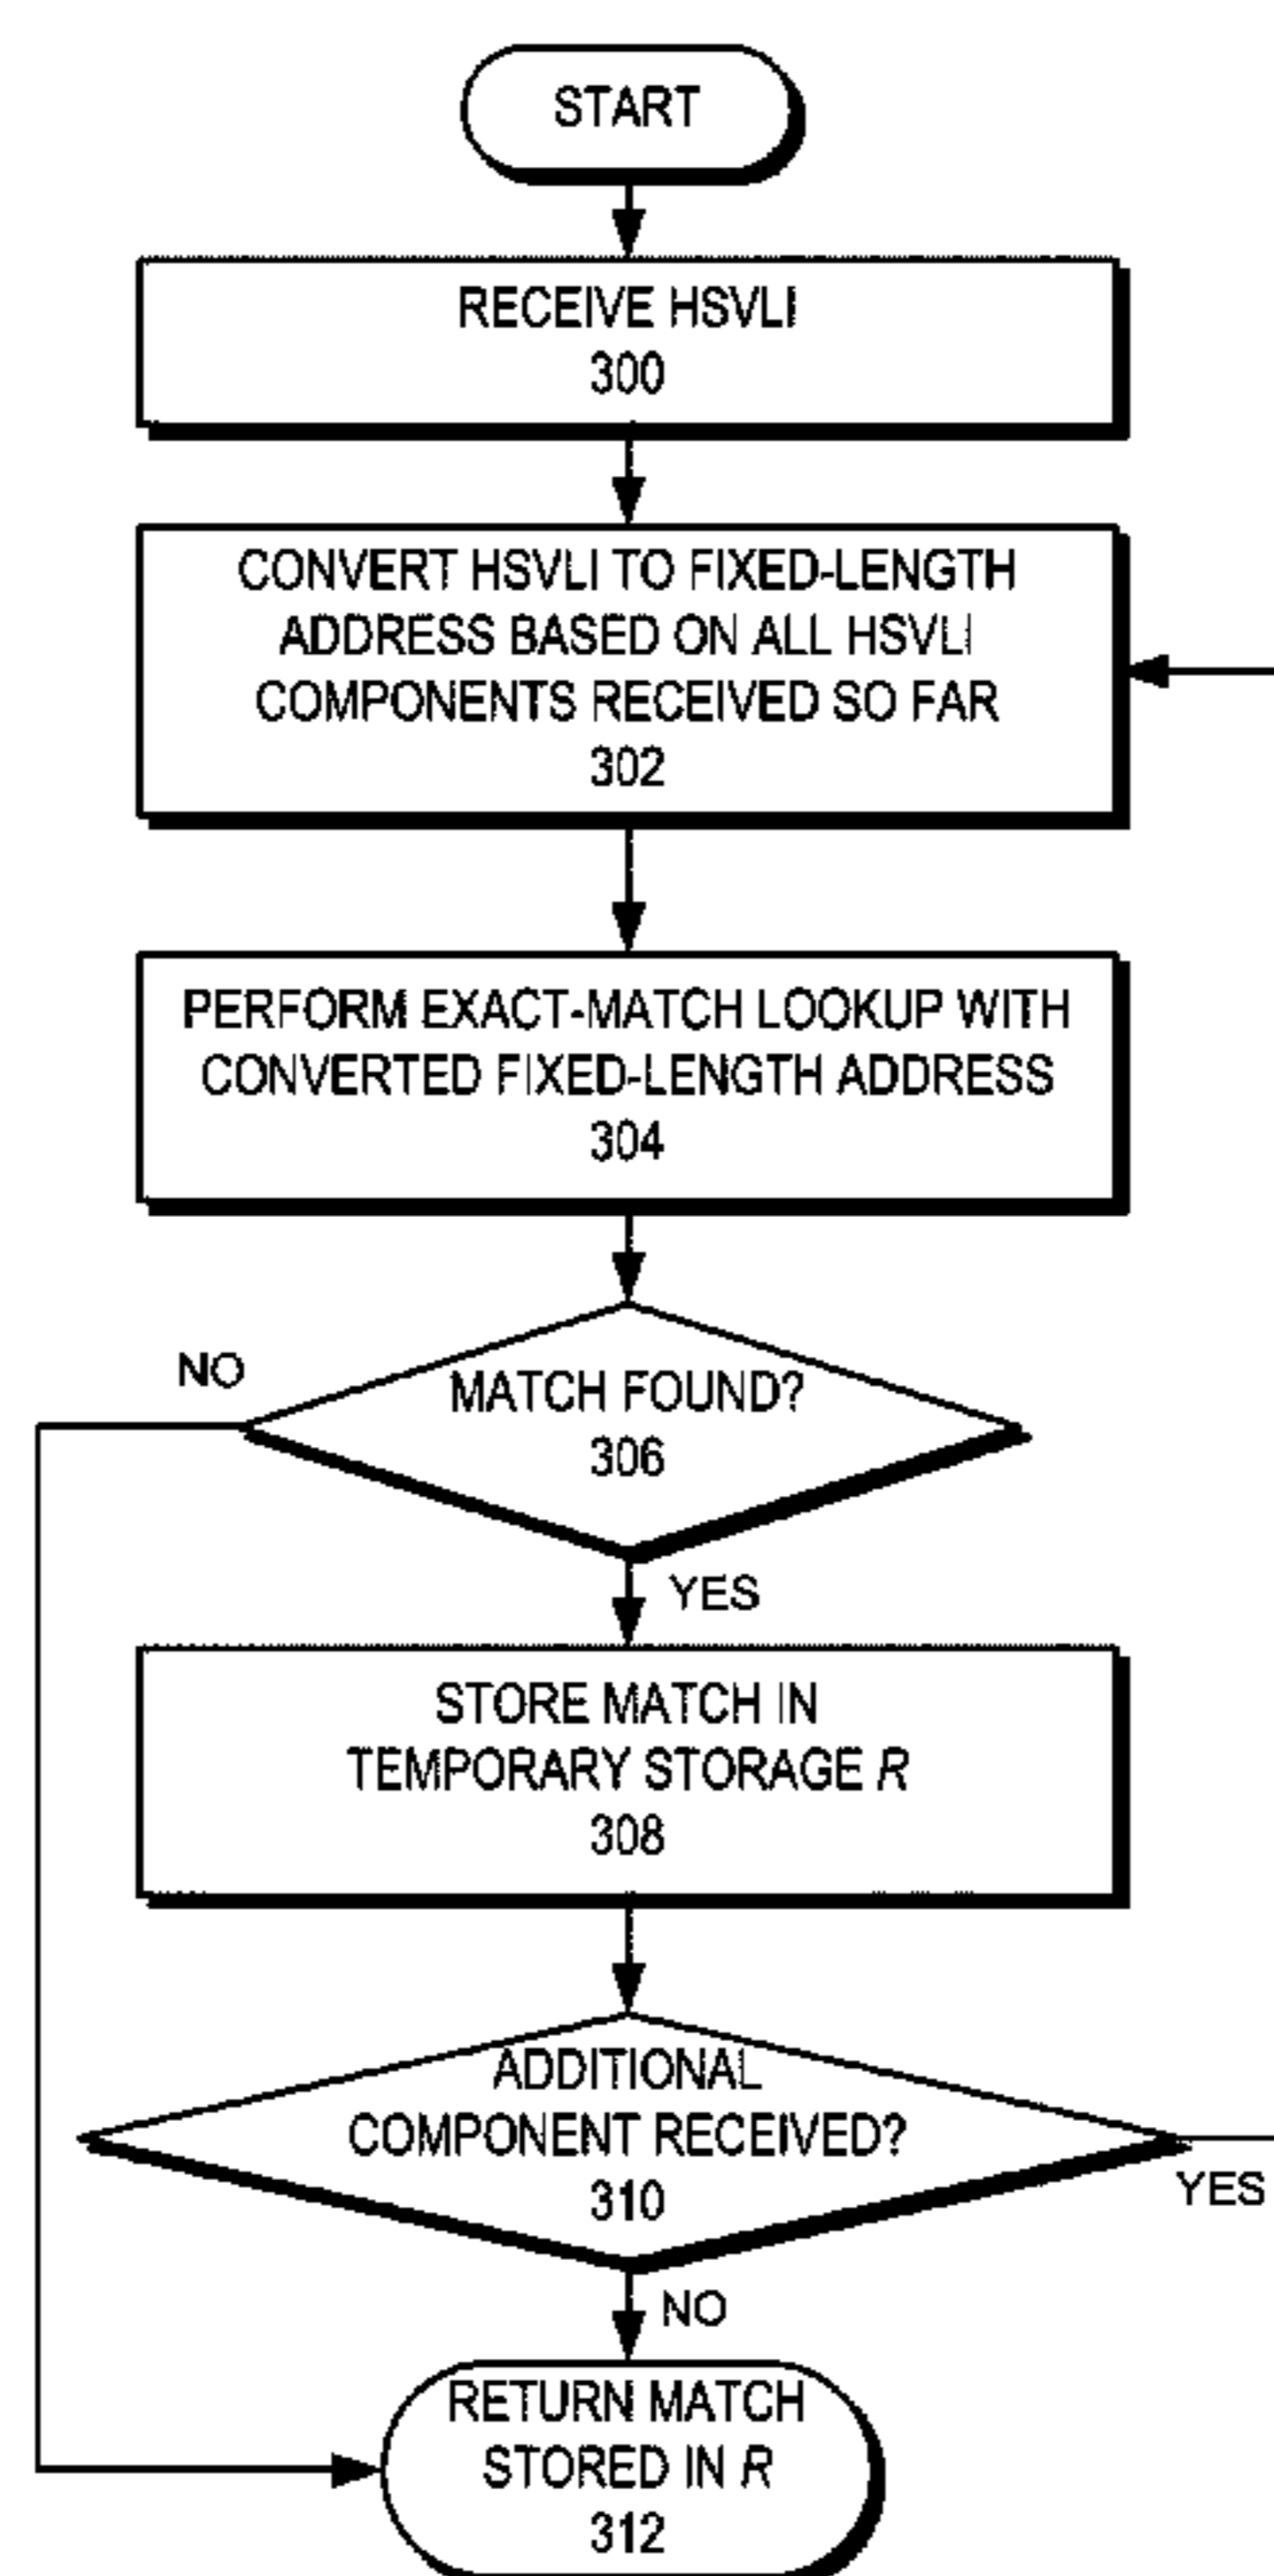 START
RECEIVE HSVLI
300
CONVERT HSVLI TO FIXED-LENGTH
ADDRESS BASED ON ALL HSVLI
COMPONENTS RECEIVED SO FAR
302
PERFORM EXACT-MATCH LOOKUP WITH
CONVERTED FIXED-LENGTH ADDRESS
304
NO
MATCH FOUND?
306
YES
STORE MATCH IN
TEMPORARY STORAGE R
308
ADDITIONAL
COMPONENT RECEIVED?
310
YES
NO
RETURN MATCH
STORED IN R
312